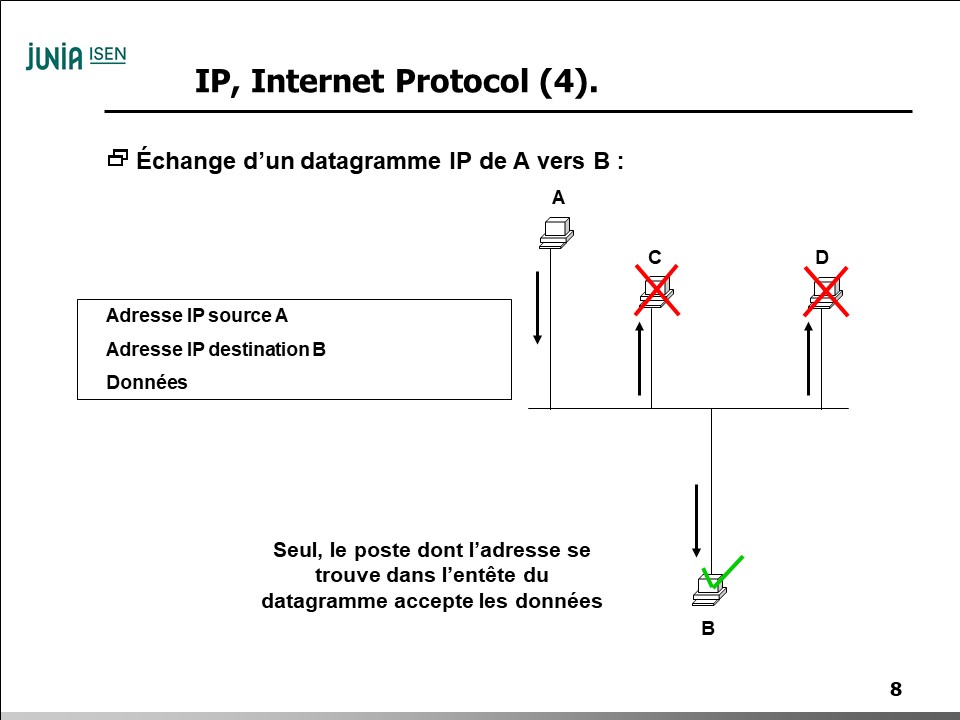 JUNIA ISEN
IP, Internet Protocol (4).
Échange d’un datagramme IP de A vers B :
A
C
D
Adresse IP source A
Adresse IP destination B
Données
Seul, le poste dont l’adresse se
trouve dans l’entête du
datagramme accepte les données
B
8